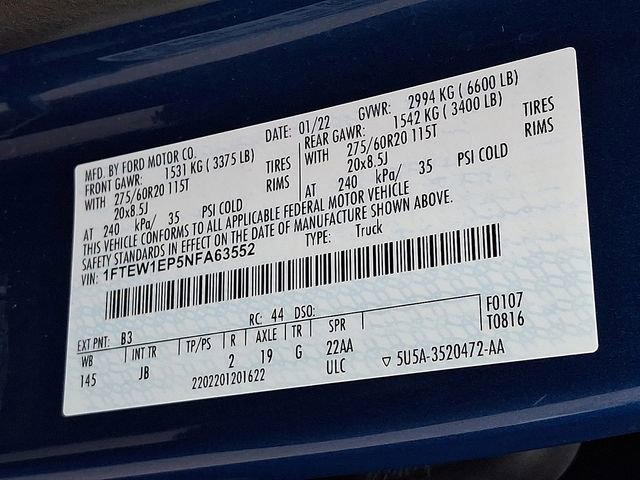 MFD. BY FORD MOTOR CO.
DATE: 01/22 GVWR: 2994 KG ( 6600 LB)
FRONT GAWR: 1531 KG ( 3375 LB) REAR GAWR: 1542 KG ( 3400 LB)
WITH 275/60R20 115T TIRES WITH 275/60R20 115T TIRES
20x8.5J RIMS 20x8.5J RIMS
AT 240 kPa/ 35 PSI COLD AT 240 kPa/ 35 PSI COLD
THIS VEHICLE CONFORMS TO ALL APPLICABLE FEDERAL MOTOR VEHICLE
SAFETY STANDARDS IN EFFECT ON THE DATE OF MANUFACTURE SHOWN ABOVE.
VIN: 1FTEW1EP5NFA63552 TYPE: Truck
EXT PNT: B3 RC: 44 DSO: F0107
WB INT TR TP/PS R AXLE TR SPR T0816
145 JB 2 19 G 22AA
2202201201622 ULC ▽ 5U5A-3520472-AA